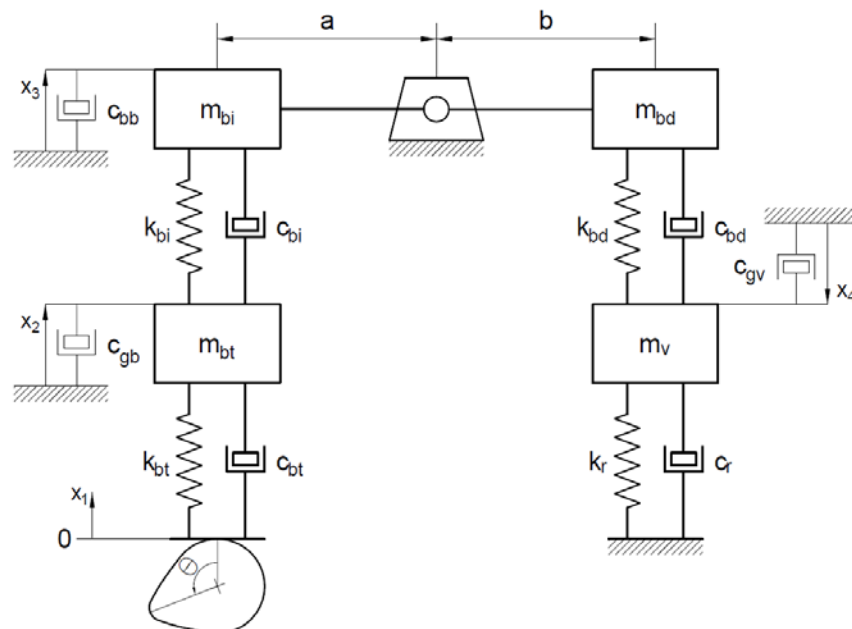 a b
x3 cbb mbi mbd
kbi cbi kbd cbd
cgv x4
x2 cgb mbt mv
kbt cbt kr cr
x1
0
Θ